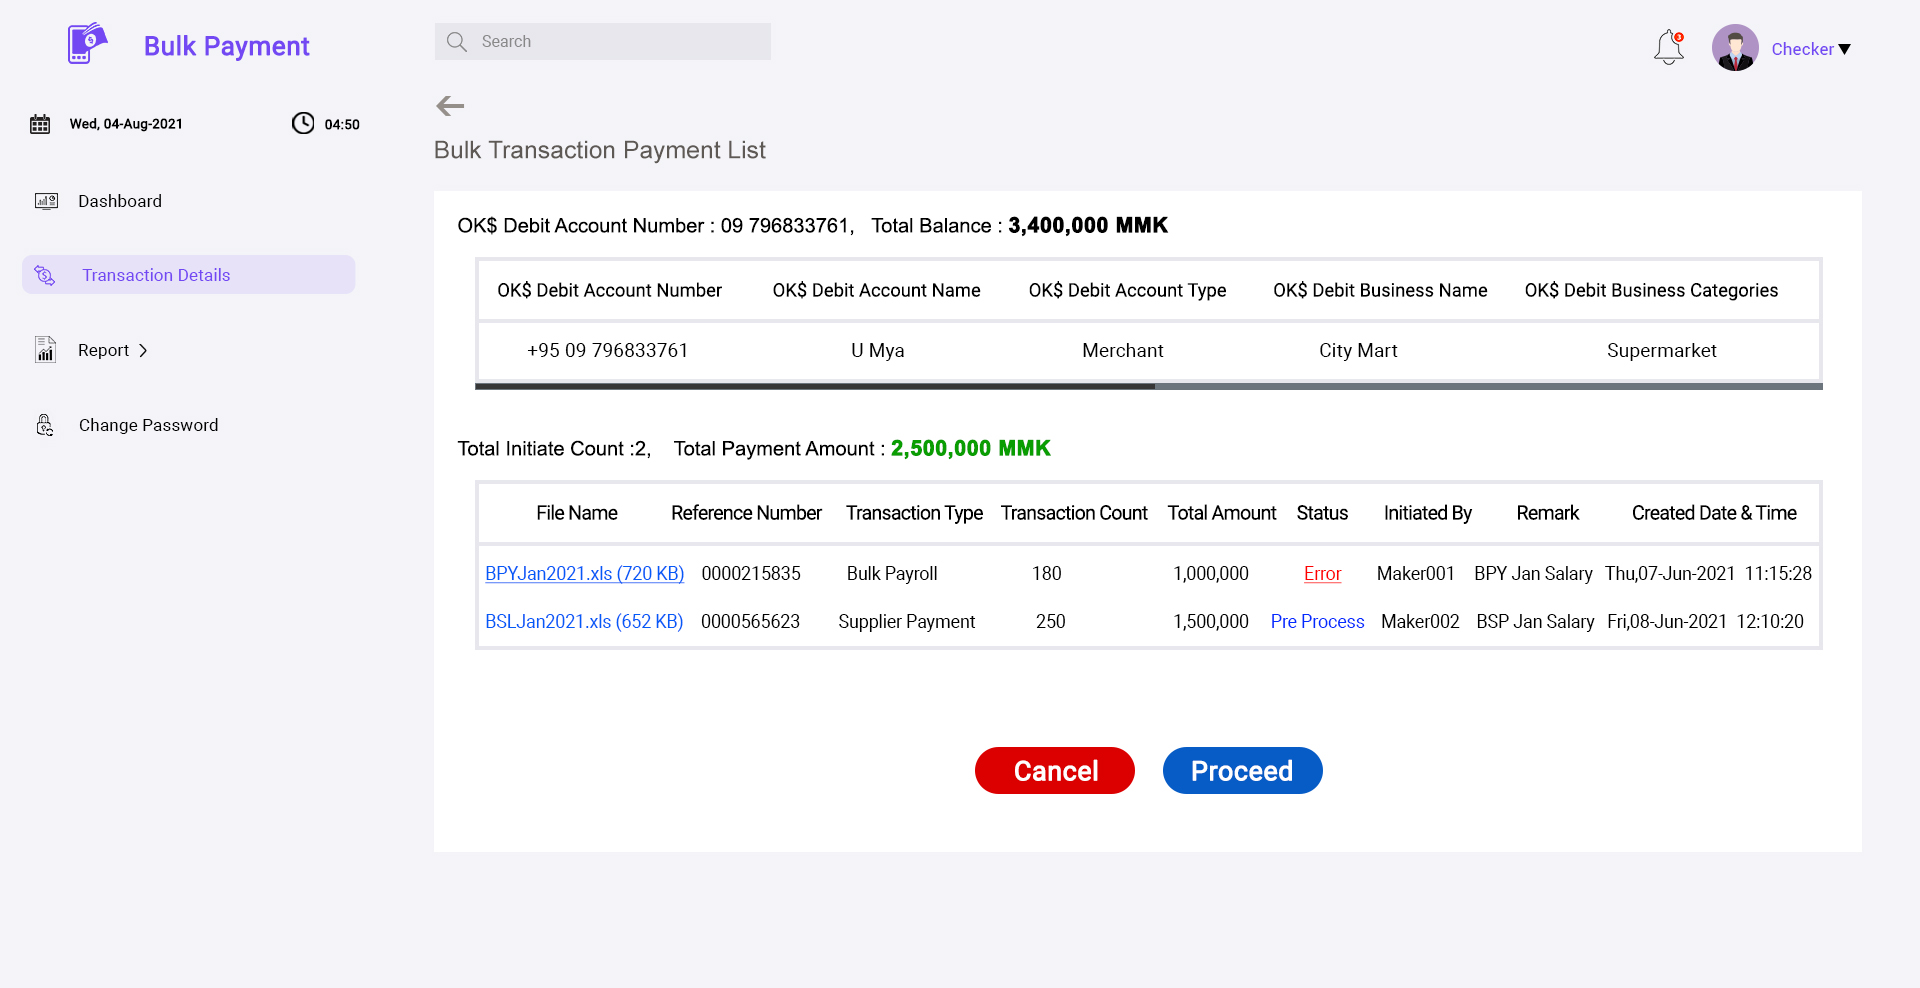 Bulk Payment
Search
3
Checker
Wed, 04-Aug-2021
04:50
Dashboard
Transaction Details
Report
Change Password
Bulk Transaction Payment List
OK$ Debit Account Number : 09 796833761, Total Balance : 3,400,000 MMK
OK$ Debit Account Number OK$ Debit Account Name OK$ Debit Account Type OK$ Debit Business Name OK$ Debit Business Categories
+95 09 796833761 U Mya Merchant City Mart Supermarket
Total Initiate Count :2, Total Payment Amount : 2,500,000 MMK
File Name Reference Number Transaction Type Transaction Count Total Amount Status Initiated By Remark Created Date & Time
BPYJan2021.xls (720 KB) 0000215835 Bulk Payroll 180 1,000,000 Error Maker001 BPY Jan Salary Thu,07-Jun-2021 11:15:28
BSLJan2021.xls (652 KB) 0000565623 Supplier Payment 250 1,500,000 Pre Process Maker002 BSP Jan Salary Fri,08-Jun-2021 12:10:20
Cancel Proceed